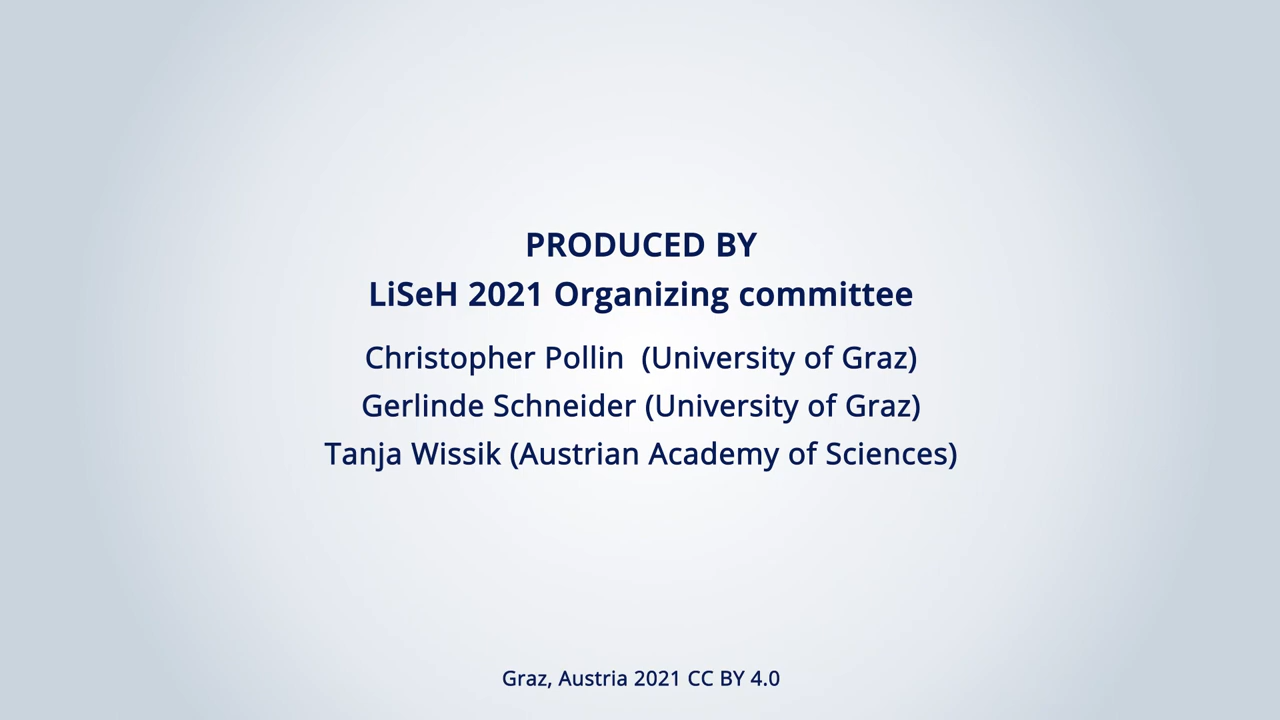 PRODUCED BY
LiSeH 2021 Organizing committee
Christopher Pollin  (University of Graz)
Gerlinde Schneider (University of Graz)
Tanja Wissik (Austrian Academy of Sciences)
Graz, Austria 2021 CC BY 4.0